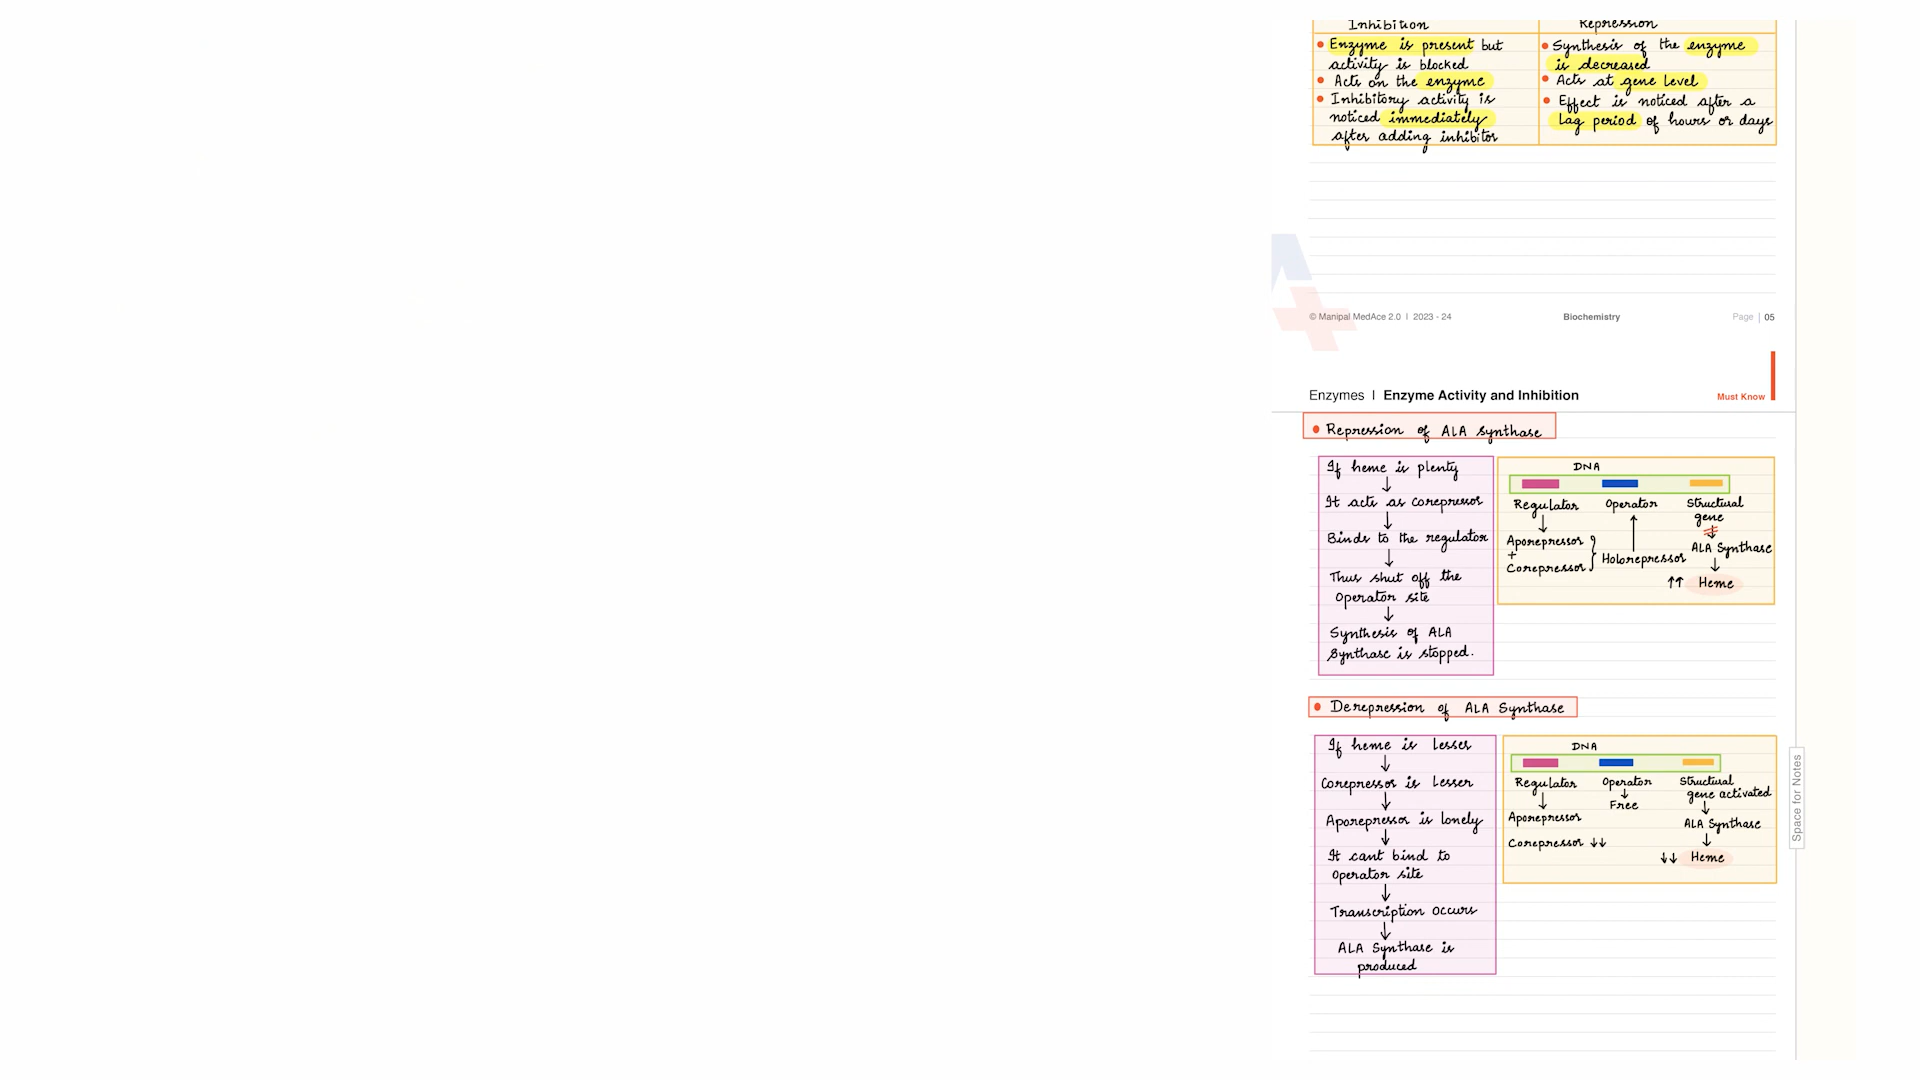 Inhibition
Repression
• Enzyme is present but
activity is blocked
• Acts on the enzyme
• Inhibitory activity is
noticed immediately
after adding inhibitor
• Synthesis of the enzyme
is decreased
• Acts at gene level
• Effect is noticed after a
lag period of hours or days
© Manipal MedAce 2.0 | 2023 - 24
Biochemistry
Page | 05
Enzymes | Enzyme Activity and Inhibition
Must Know
• Repression of ALA synthase
If heme is plenty
↓
It acts as corepressor
↓
Binds to the regulator
↓
Thus shut off the
Operator site
↓
Synthesis of ALA
Synthase is stopped.
DNA
Regulator
Operator
Structural
gene
Aporepressor
+
Corepressor
Holorepressor
ALA Synthase
↓
↑↑ Heme
• Derepression of ALA Synthase
If heme is lesser
↓
Corepressor is lesser
↓
Aporepressor is lonely
↓
It cant bind to
Operator site
↓
Transcription occurs
↓
ALA Synthase is
produced
DNA
Regulator
↓
Aporepressor
Corepressor ↓↓
Operator
↓
Free
Structural
gene activated
↓
ALA Synthase
↓
↓↓ Heme
Space for Notes